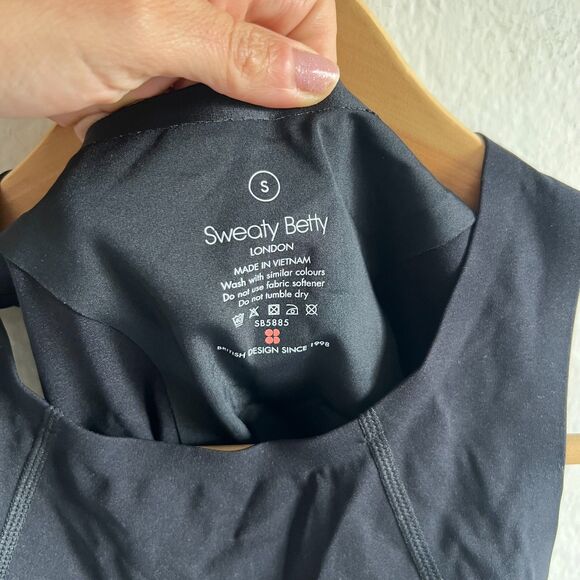 S
Sweaty Betty
LONDON
MADE IN VIETNAM
Wash with similar colours
Do not use fabric softener
Do not tumble dry
SB5885
BRITISH DESIGN SINCE 1998